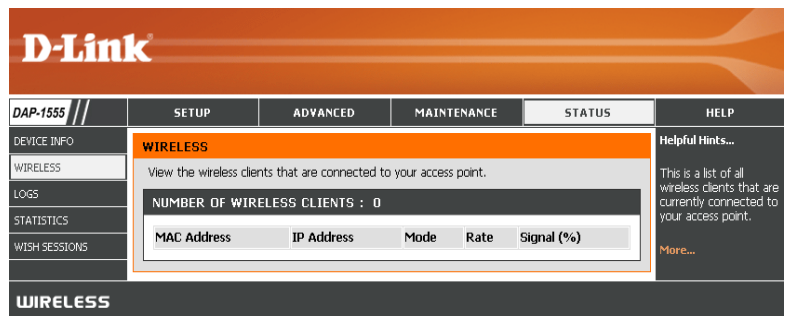 D-Link
DAP-1555 SETUP ADVANCED MAINTENANCE STATUS HELP
DEVICE INFO
WIRELESS
LOGS
STATISTICS
WISH SESSIONS
WIRELESS
View the wireless clients that are connected to your access point.
NUMBER OF WIRELESS CLIENTS : 0
MAC Address IP Address Mode Rate Signal (%)
Helpful Hints...
This is a list of all
wireless clients that are
currently connected to
your access point.
More...
WIRELESS